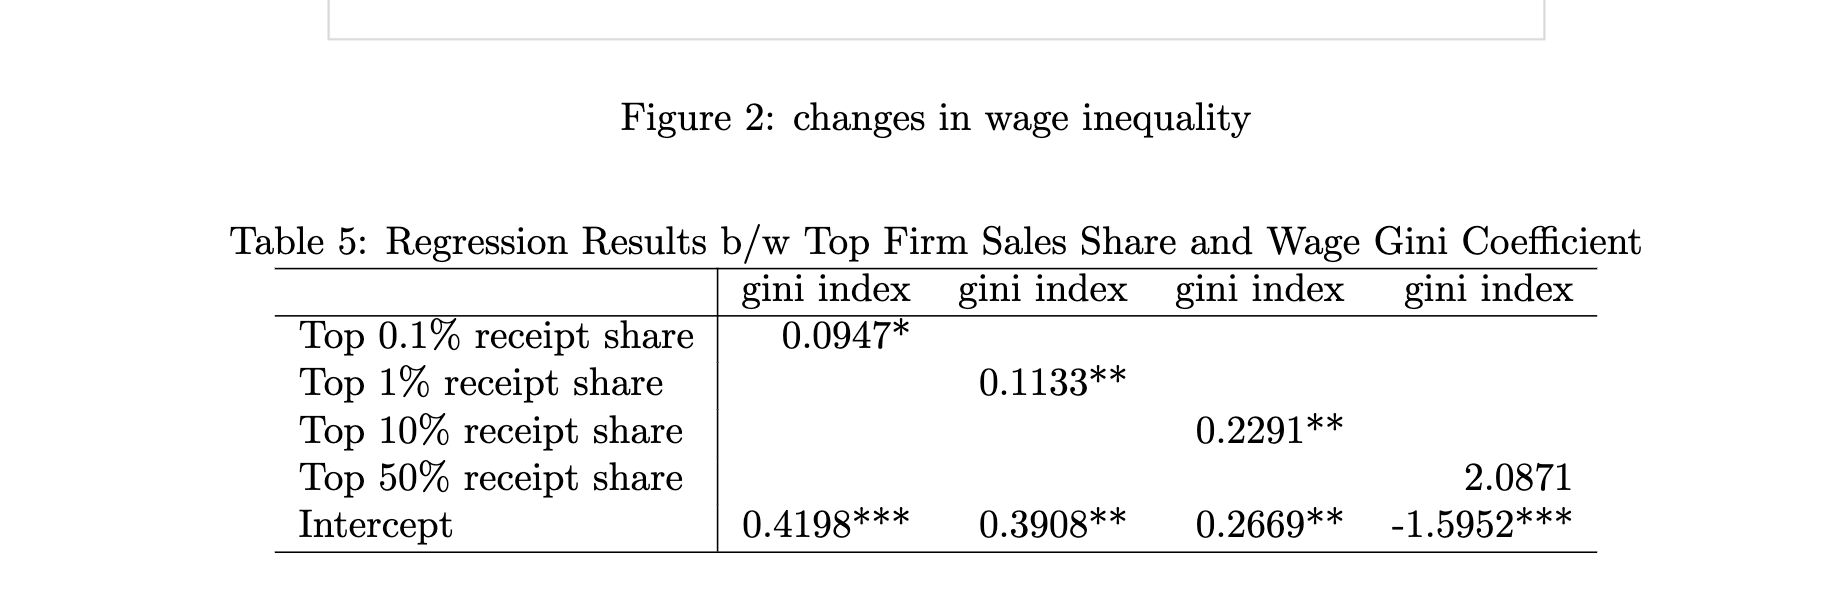 Figure 2: changes in wage inequality
Table 5: Regression Results b/w Top Firm Sales Share and Wage Gini Coefficient
gini index gini index gini index gini index
Top 0.1% receipt share 0.0947*
Top 1% receipt share 0.1133**
Top 10% receipt share 0.2291**
Top 50% receipt share 2.0871
Intercept 0.4198*** 0.3908** 0.2669** -1.5952***